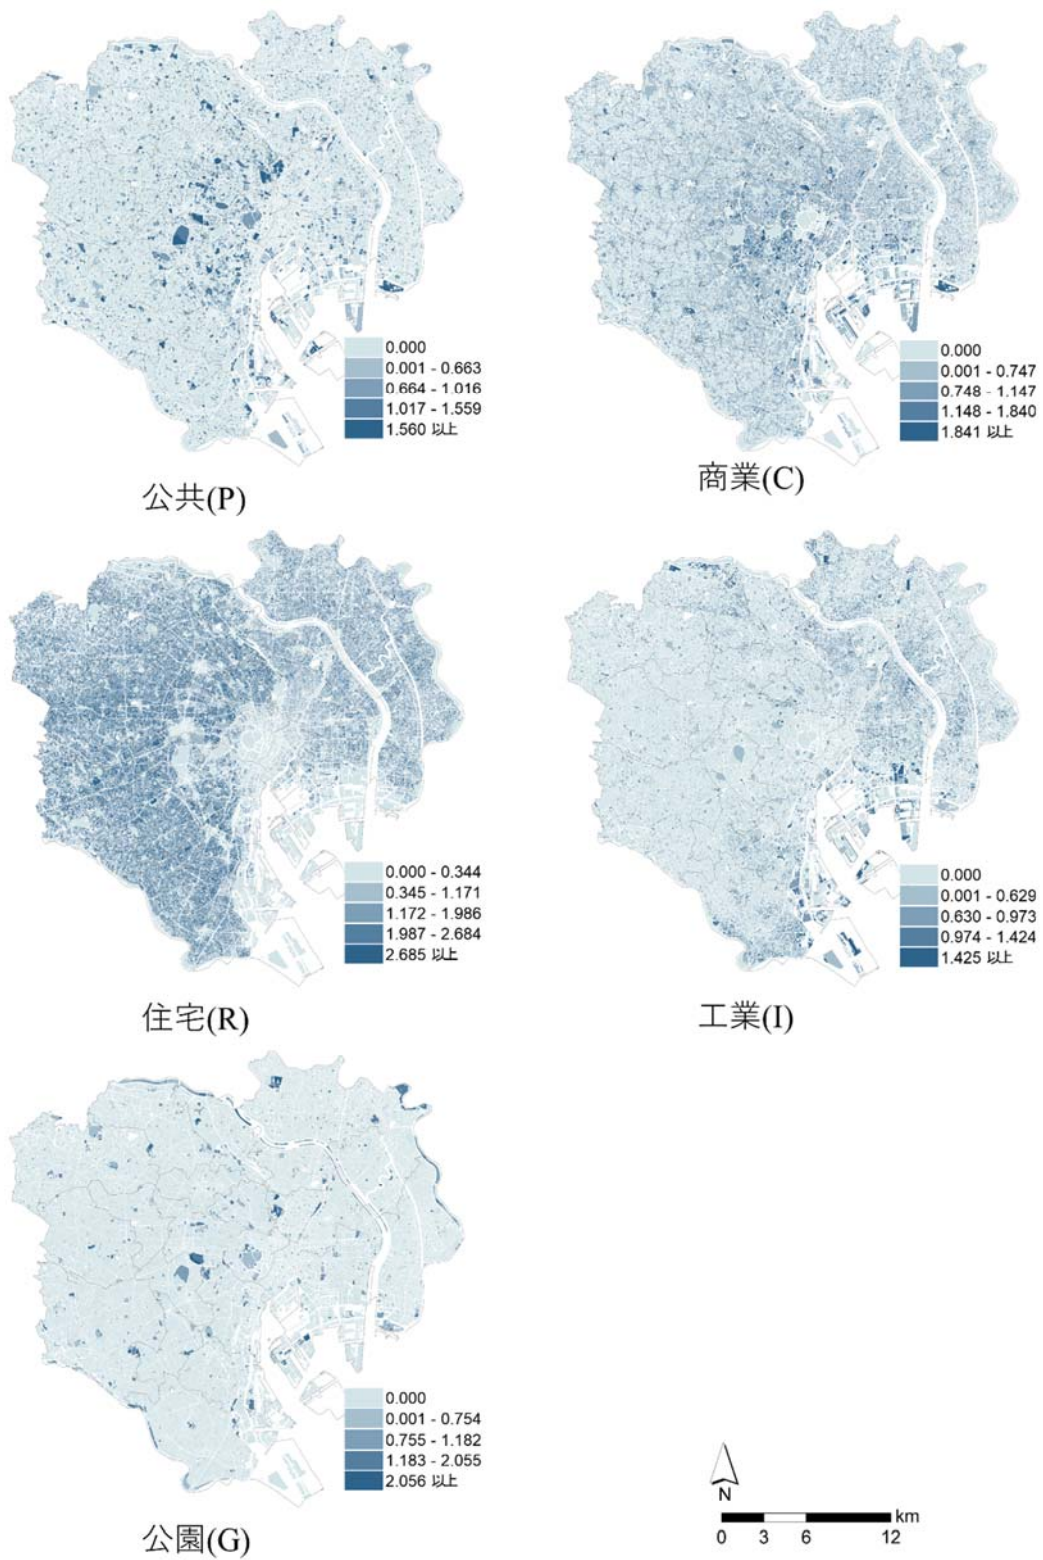 0.000
0.001 - 0.663
0.664 - 1.016
1.017 - 1.559
1.560 以上
公共(P)
0.000
0.001 - 0.747
0.748 - 1.147
1.148 - 1.840
1.841 以上
商業(C)
0.000 - 0.344
0.345 - 1.171
1.172 - 1.986
1.987 - 2.684
2.685 以上
住宅(R)
0.000
0.001 - 0.629
0.630 - 0.973
0.974 - 1.424
1.425 以上
工業(I)
0.000
0.001 - 0.754
0.755 - 1.182
1.183 - 2.055
2.056 以上
公園(G)
N
km
0 3 6 12